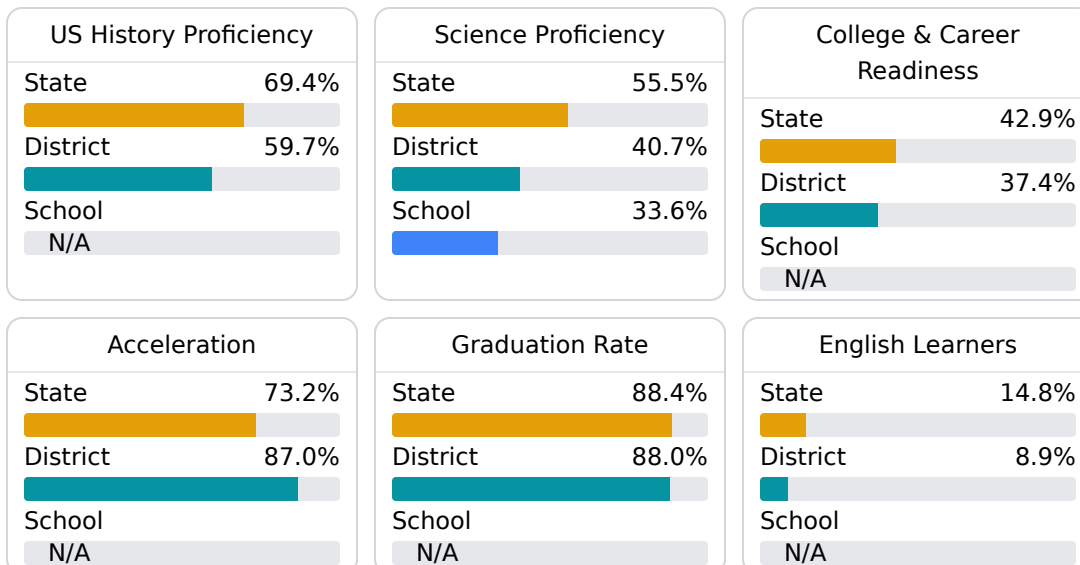 US History Proficiency
State 69.4%
District 59.7%
School
N/A
Science Proficiency
State 55.5%
District 40.7%
School 33.6%
College & Career
Readiness
State 42.9%
District 37.4%
School
N/A
Acceleration
State 73.2%
District 87.0%
School
N/A
Graduation Rate
State 88.4%
District 88.0%
School
N/A
English Learners
State 14.8%
District 8.9%
School
N/A